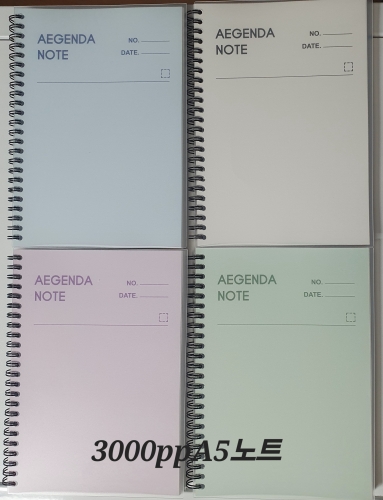 AEGENDA
NOTE
NO.
DATE.
AEGENDA
NOTE
NO.
DATE.
AEGENDA
NOTE
NO.
DATE.
AEGENDA
NOTE
NO.
DATE.
3000ppA5노트